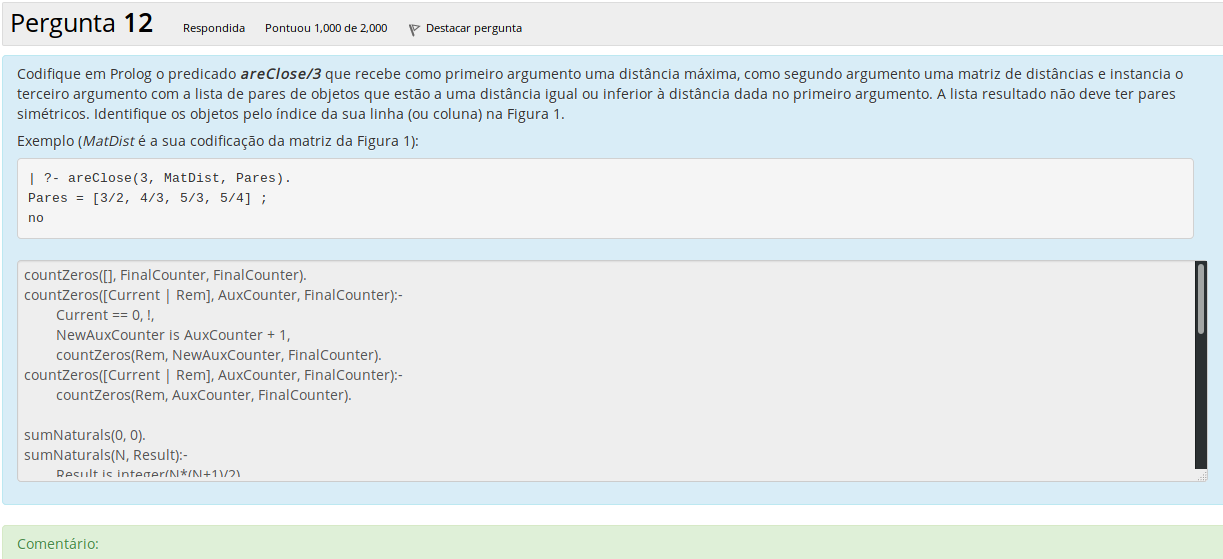 Pergunta 12 Respondida Pontuou 1,000 de 2,000 Destacar pergunta
Codifique em Prolog o predicado areClose/3 que recebe como primeiro argumento uma distância máxima, como segundo argumento uma matriz de distâncias e instancia o
terceiro argumento com a lista de pares de objetos que estão a uma distância igual ou inferior à distância dada no primeiro argumento. A lista resultado não deve ter pares
simétricos. Identifique os objetos pelo índice da sua linha (ou coluna) na Figura 1.
Exemplo (MatDist é a sua codificação da matriz da Figura 1):
| ?- areClose(3, MatDist, Pares).
Pares = [3/2, 4/3, 5/3, 5/4] ;
no
countZeros([], FinalCounter, FinalCounter).
countZeros([Current | Rem], AuxCounter, FinalCounter):-
Current == 0, !,
NewAuxCounter is AuxCounter + 1,
countZeros(Rem, NewAuxCounter, FinalCounter).
countZeros([Current | Rem], AuxCounter, FinalCounter):-
countZeros(Rem, AuxCounter, FinalCounter).
sumNaturals(0, 0).
sumNaturals(N, Result):-
Result is integer(N*(N+1)/2)
Comentário: